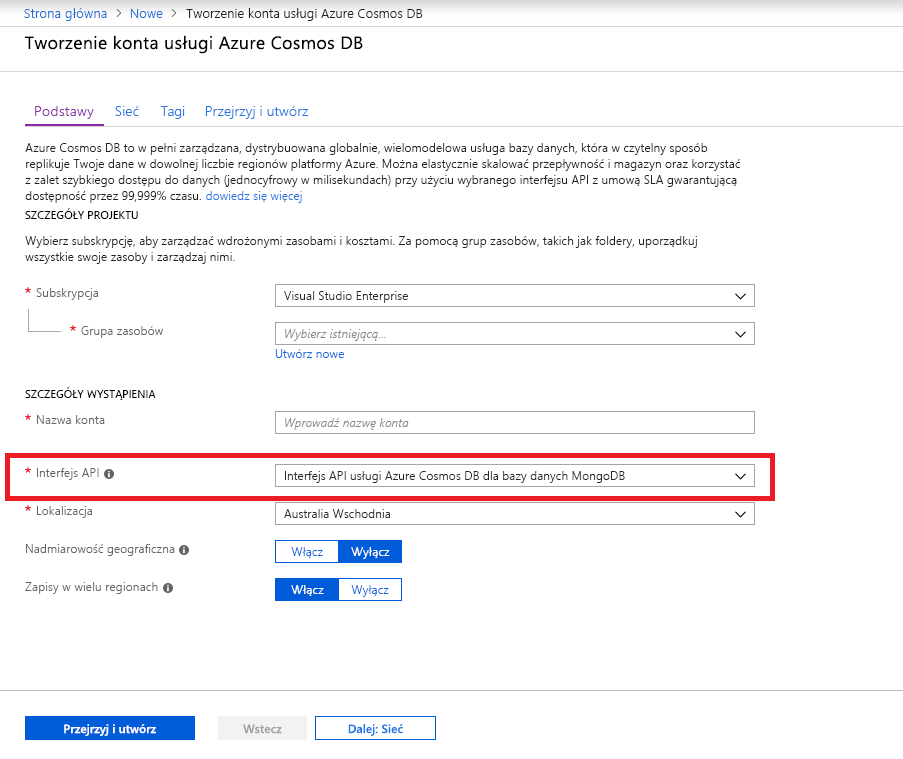 Strona główna > Nowe > Tworzenie konta usługi Azure Cosmos DB
Tworzenie konta usługi Azure Cosmos DB
Podstawy Sieć Tagi Przejrzyj i utwórz
Azure Cosmos DB to w pełni zarządzana, dystrybuowana globalnie, wielomodelowa usługa bazy danych, która w czytelny sposób
replikuje Twoje dane w dowolnej liczbie regionów platformy Azure. Można elastycznie skalować przepływność i magazyn oraz korzystać
z zalet szybkiego dostępu do danych (jednocyfrowy w milisekundach) przy użyciu wybranego interfejsu API z umową SLA gwarantującą
dostępność przez 99,999% czasu. dowiedz się więcej
SZCZEGÓŁY PROJEKTU
Wybierz subskrypcję, aby zarządzać wdrożonymi zasobami i kosztami. Za pomocą grup zasobów, takich jak foldery, uporządkuj
wszystkie swoje zasoby i zarządzaj nimi.
* Subskrypcja Visual Studio Enterprise
* Grupa zasobów Wybierz istniejącą...
Utwórz nowe
SZCZEGÓŁY WYSTĄPIENIA
* Nazwa konta Wprowadź nazwę konta
* Interfejs API Interfejs API usługi Azure Cosmos DB dla bazy danych MongoDB
* Lokalizacja Australia Wschodnia
Nadmiarowość geograficzna Włącz Wyłącz
Zapisy w wielu regionach Włącz Wyłącz
Przejrzyj i utwórz Wstecz Dalej: Sieć